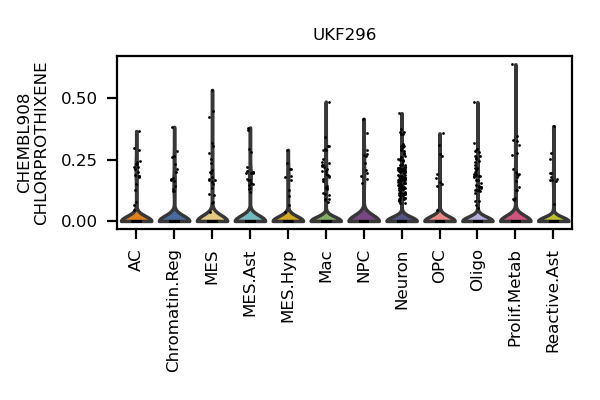 UKF296
CHEMBL908
CHLORPROTHIXENE
0.50
0.25
0.00
AC
Chromatin.Reg
MES
MES.Ast
MES.Hyp
Mac
NPC
Neuron
OPC
Oligo
Prolif.Metab
Reactive.Ast